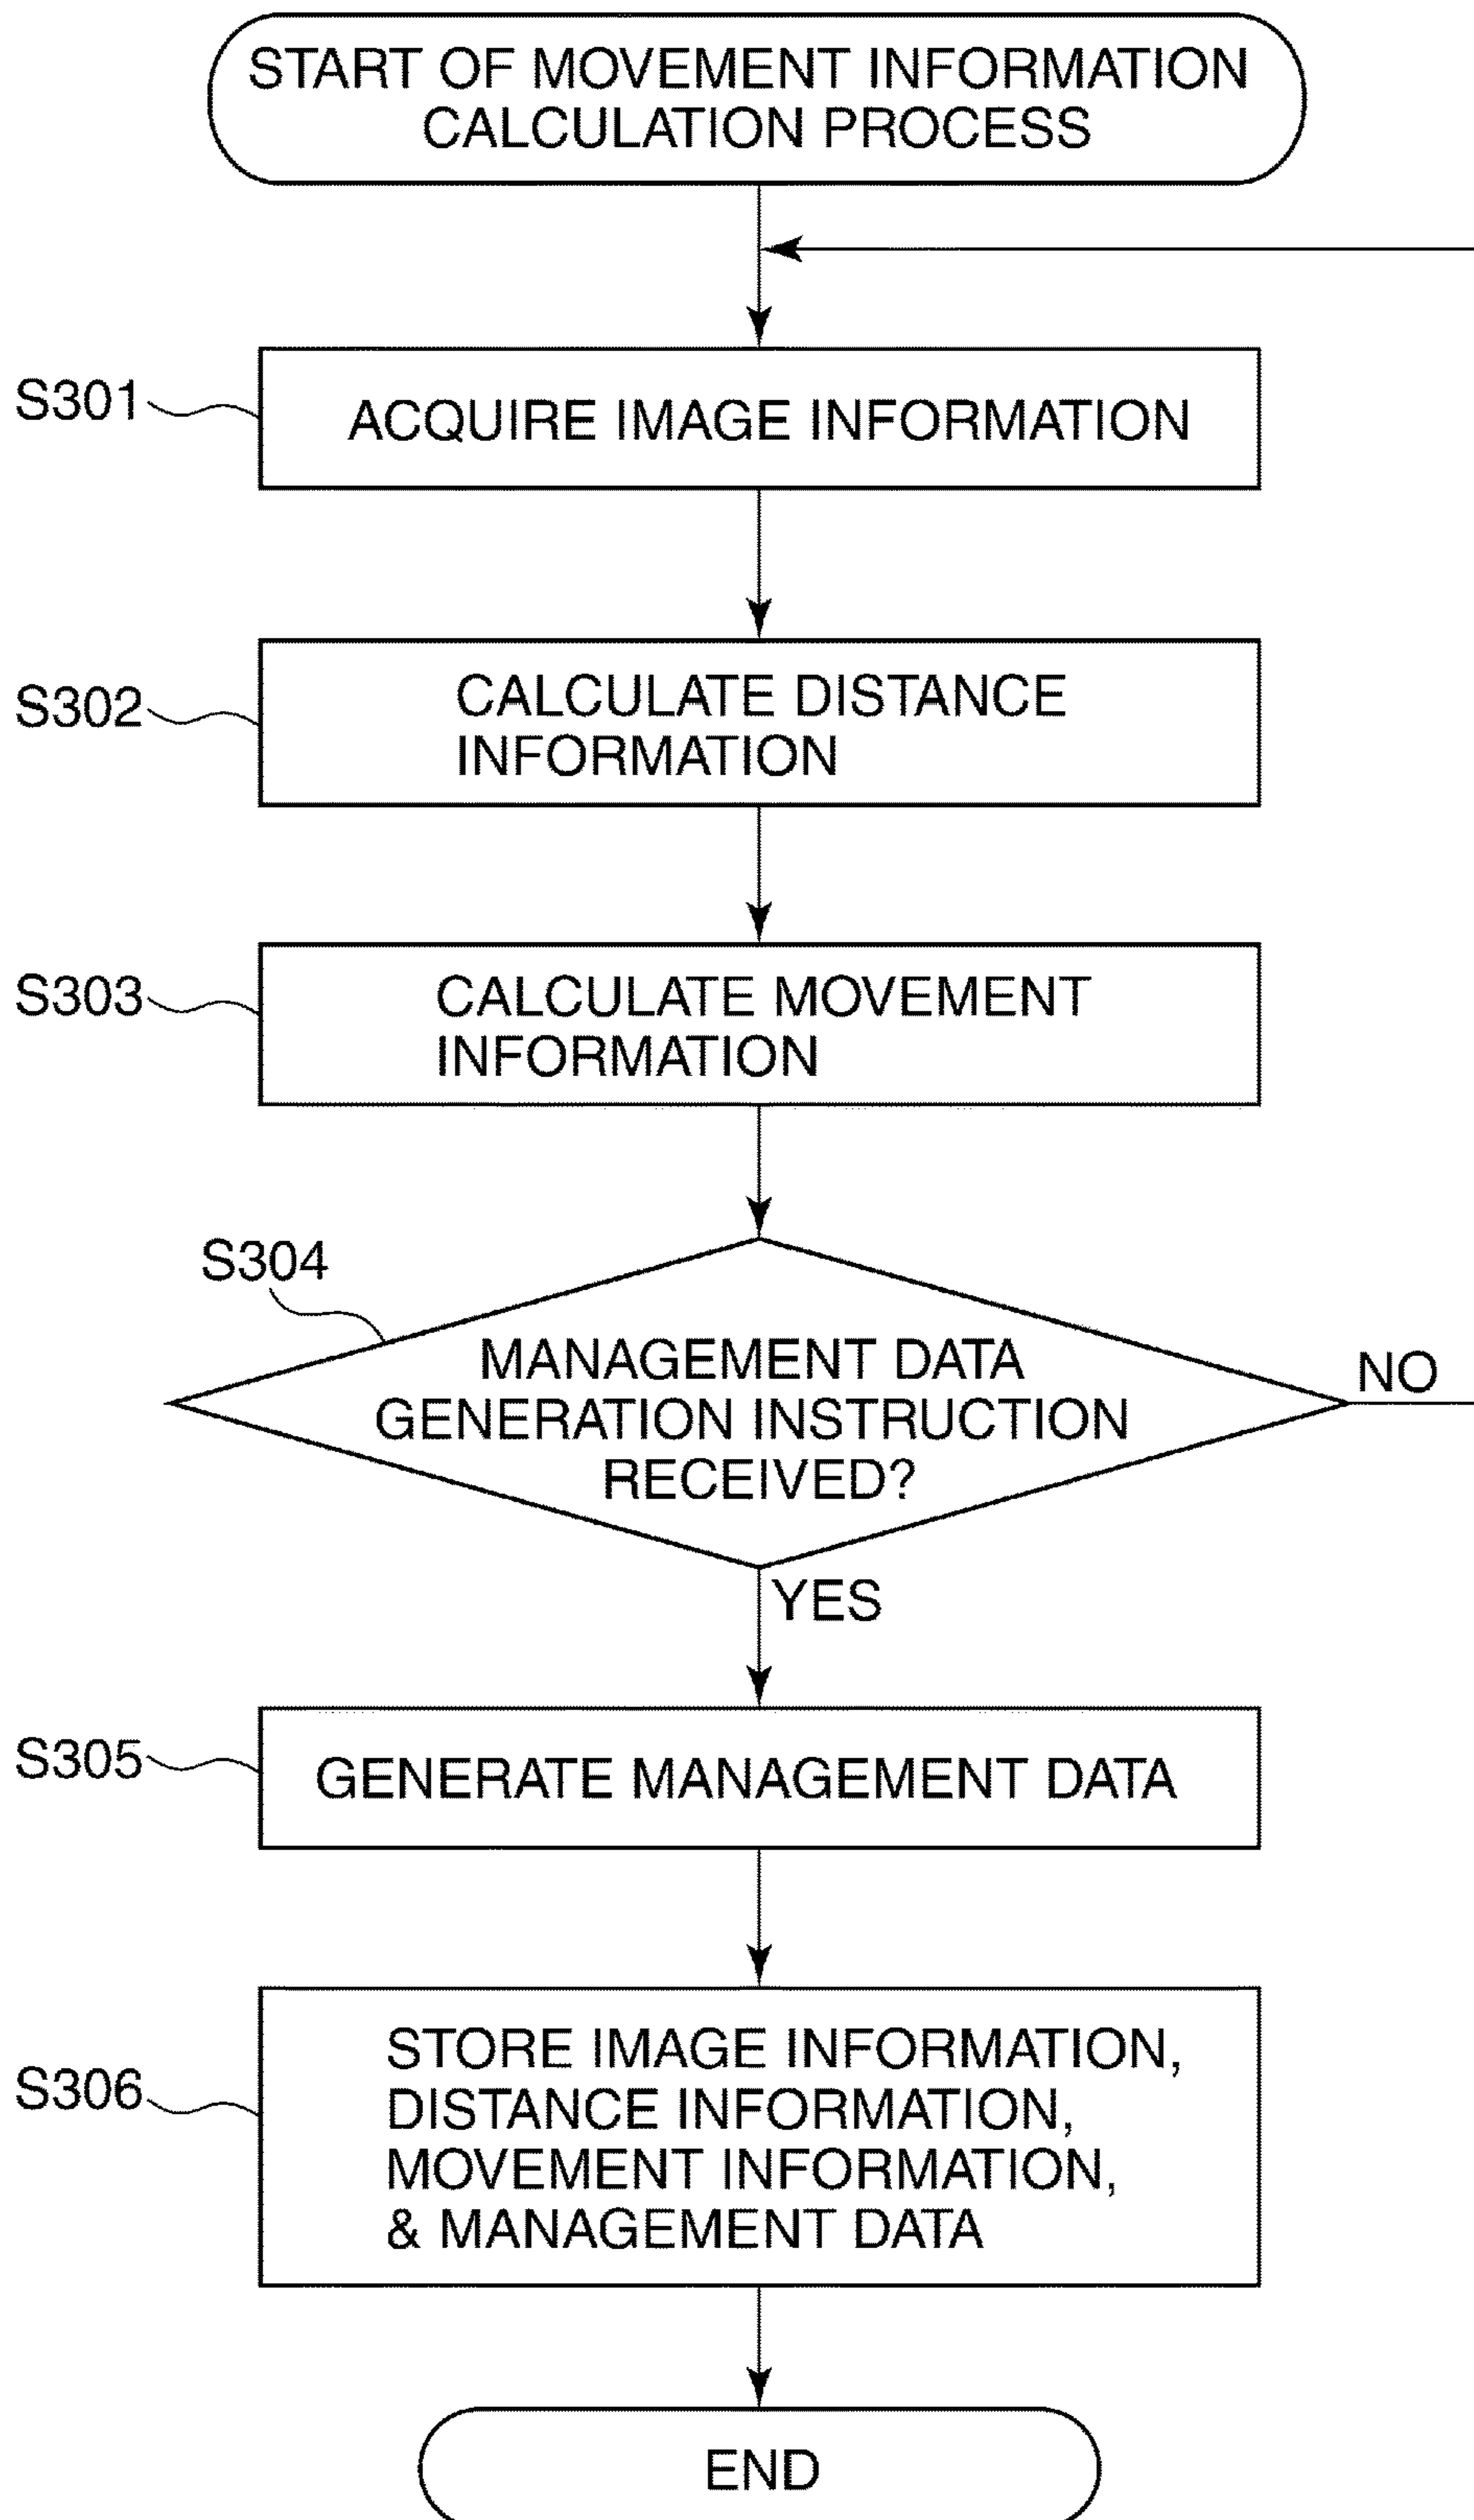 START OF MOVEMENT INFORMATION
CALCULATION PROCESS
S301
ACQUIRE IMAGE INFORMATION
S302
CALCULATE DISTANCE
INFORMATION
S303
CALCULATE MOVEMENT
INFORMATION
S304
MANAGEMENT DATA
GENERATION INSTRUCTION
RECEIVED?
NO
YES
S305
GENERATE MANAGEMENT DATA
S306
STORE IMAGE INFORMATION,
DISTANCE INFORMATION,
MOVEMENT INFORMATION,
& MANAGEMENT DATA
END